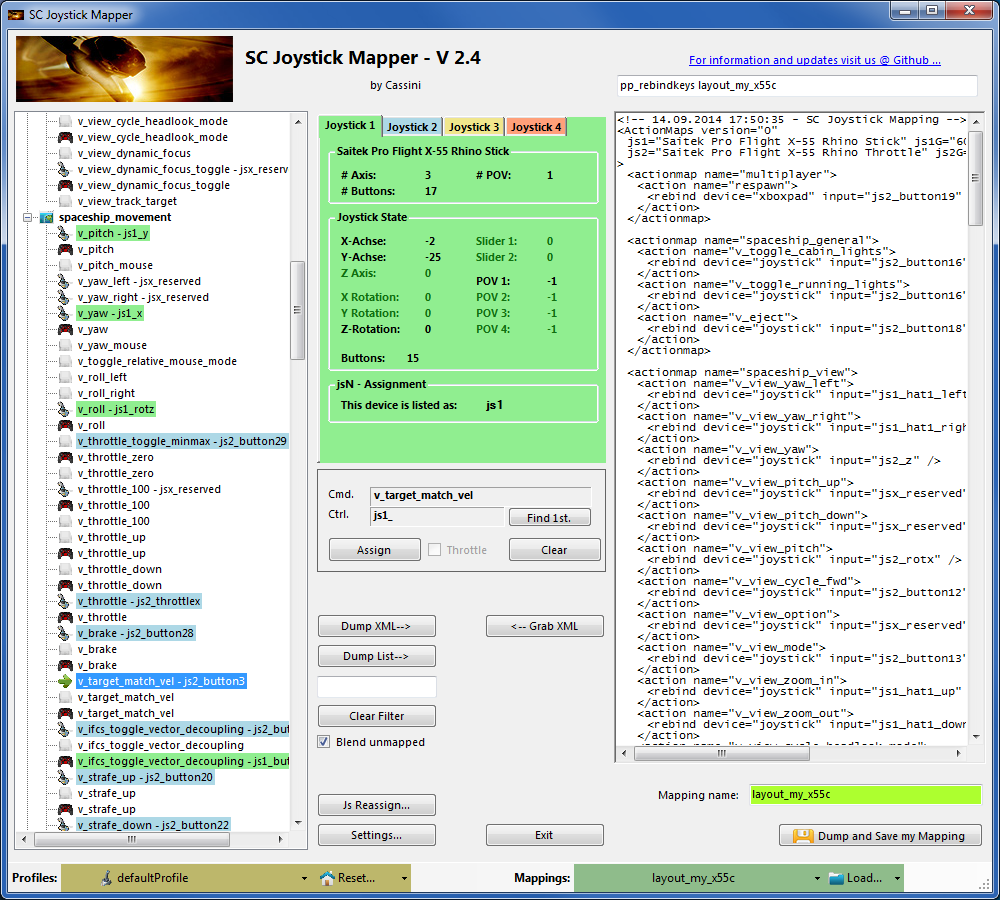 SC Joystick Mapper
SC Joystick Mapper - V 2.4
by Cassini
For information and updates visit us @ Github ...
pp_rebindkeys layout_my_x55c
v_view_cycle_headlook_mode
v_view_cycle_headlook_mode
v_view_dynamic_focus
v_view_dynamic_focus_toggle - jsx_reserv
v_view_dynamic_focus_toggle
v_view_track_target
spaceship_movement
v_pitch - js1_y
v_pitch
v_pitch_mouse
v_yaw_left - jsx_reserved
v_yaw_right - jsx_reserved
v_yaw - js1_x
v_yaw
v_yaw_mouse
v_toggle_relative_mouse_mode
v_roll_left
v_roll_right
v_roll - js1_rotz
v_roll
v_throttle_toggle_minmax - js2_button29
v_throttle_zero
v_throttle_zero
v_throttle_100 - jsx_reserved
v_throttle_100
v_throttle_100
v_throttle_up
v_throttle_up
v_throttle_down
v_throttle_down
v_throttle - js2_throttlex
v_throttle
v_brake - js2_button28
v_brake
v_brake
v_target_match_vel - js2_button3
v_target_match_vel
v_target_match_vel
v_ifcs_toggle_vector_decoupling - js2_but
v_ifcs_toggle_vector_decoupling
v_ifcs_toggle_vector_decoupling - js1_but
v_strafe_up - js2_button20
v_strafe_up
v_strafe_up
v_strafe_down - js2_button22
Joystick 1 Joystick 2 Joystick 3 Joystick 4
Saitek Pro Flight X-55 Rhino Stick
# Axis: 3 # POV: 1
# Buttons: 17
Joystick State
X-Achse: -2 Slider 1: 0
Y-Achse: -25 Slider 2: 0
Z Axis: 0
POV 1: -1
X Rotation: 0 POV 2: -1
Y Rotation: 0 POV 3: -1
Z-Rotation: 0 POV 4: -1
Buttons: 15
jsN - Assignment
This device is listed as: js1
Cmd. v_target_match_vel
Ctrl. js1_ Find 1st.
Assign Throttle Clear
Dump XML--> <-- Grab XML
Dump List-->
Clear Filter
Blend unmapped
Js Reassign...
Settings... Exit
<!-- 14.09.2014 17:50:35 - SC Joystick Mapping -->
<ActionMaps version="0"
js1="Saitek Pro Flight X-55 Rhino Stick" js1G="60
js2="Saitek Pro Flight X-55 Rhino Throttle" js2G=
>
<actionmap name="multiplayer">
<action name="respawn">
<rebind device="xboxpad" input="js2_button19"
</action>
</actionmap>
<actionmap name="spaceship_general">
<action name="v_toggle_cabin_lights">
<rebind device="joystick" input="js2_button16"
</action>
<action name="v_toggle_running_lights">
<rebind device="joystick" input="js2_button16"
</action>
<action name="v_eject">
<rebind device="joystick" input="js2_button18"
</action>
</actionmap>
<actionmap name="spaceship_view">
<action name="v_view_yaw_left">
<rebind device="joystick" input="js1_hat1_left
</action>
<action name="v_view_yaw_right">
<rebind device="joystick" input="js1_hat1_righ
</action>
<action name="v_view_yaw">
<rebind device="joystick" input="js2_z" />
</action>
<action name="v_view_pitch_up">
<rebind device="joystick" input="jsx_reserved"
</action>
<action name="v_view_pitch_down">
<rebind device="joystick" input="jsx_reserved"
</action>
<action name="v_view_pitch">
<rebind device="joystick" input="js2_rotx" />
</action>
<action name="v_view_cycle_fwd">
<rebind device="joystick" input="js2_button12"
</action>
<action name="v_view_option">
<rebind device="joystick" input="jsx_reserved"
</action>
<action name="v_view_mode">
<rebind device="joystick" input="js2_button13"
</action>
<action name="v_view_zoom_in">
<rebind device="joystick" input="js1_hat1_up"
</action>
<action name="v_view_zoom_out">
<rebind device="joystick" input="js1_hat1_down
</action>
<action name="v_view_cycle_headlook_mode">
Mapping name: layout_my_x55c
Dump and Save my Mapping
Profiles: defaultProfile Reset... Mappings: layout_my_x55c Load...